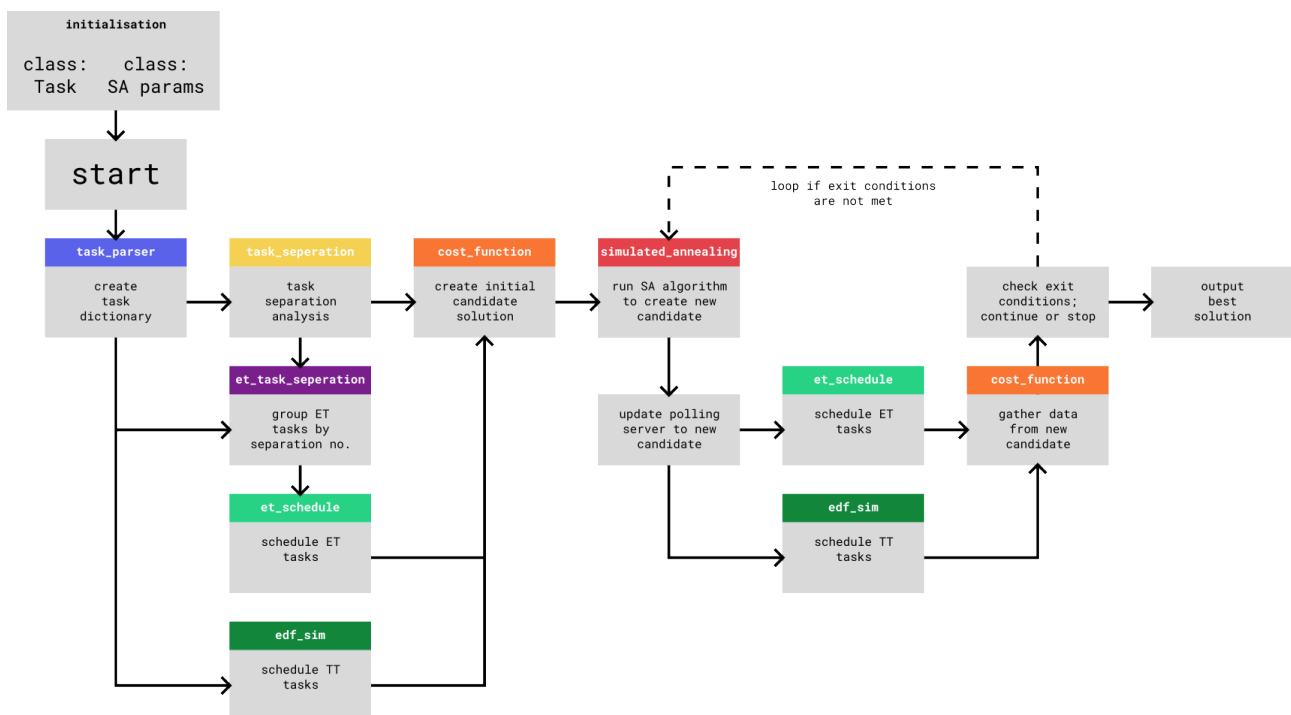 initialisation
class: class:
Task SA params
start
loop if exit conditions
are not met
task_parser
create
task
dictionary
task_seperation
task
separation
analysis
cost_function
create initial
candidate
solution
simulated_annealing
run SA algorithm
to create new
candidate
check exit
conditions;
continue or stop
output
best
solution
et_task_seperation
group ET
tasks by
separation no.
update polling
server to new
candidate
et_schedule
schedule ET
tasks
cost_function
gather data
from new
candidate
et_schedule
schedule ET
tasks
edf_sim
schedule TT
tasks
edf_sim
schedule TT
tasks